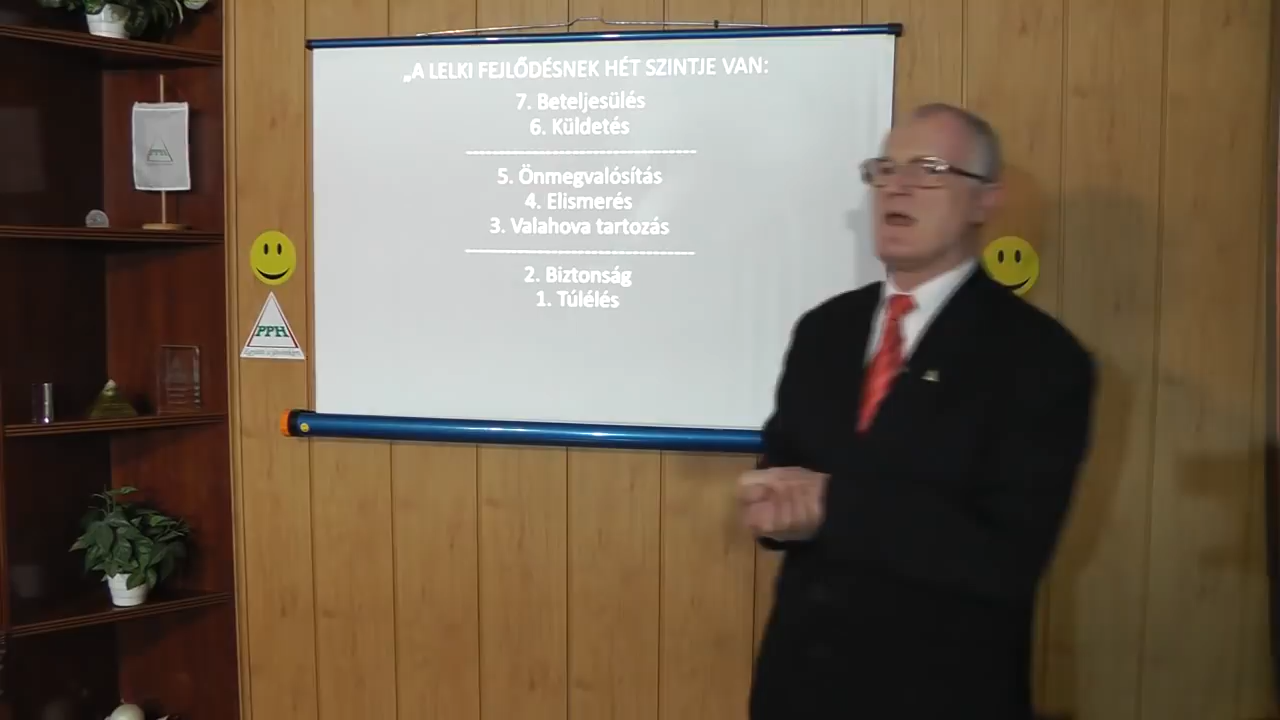 „A LELKI FEJLŐDÉSNEK HÉT SZINTJE VAN:
7. Beteljesülés
6. Küldetés
5. Önmegvalósítás
4. Elismerés
3. Valahova tartozás
2. Biztonság
1. Túlélés
PPH